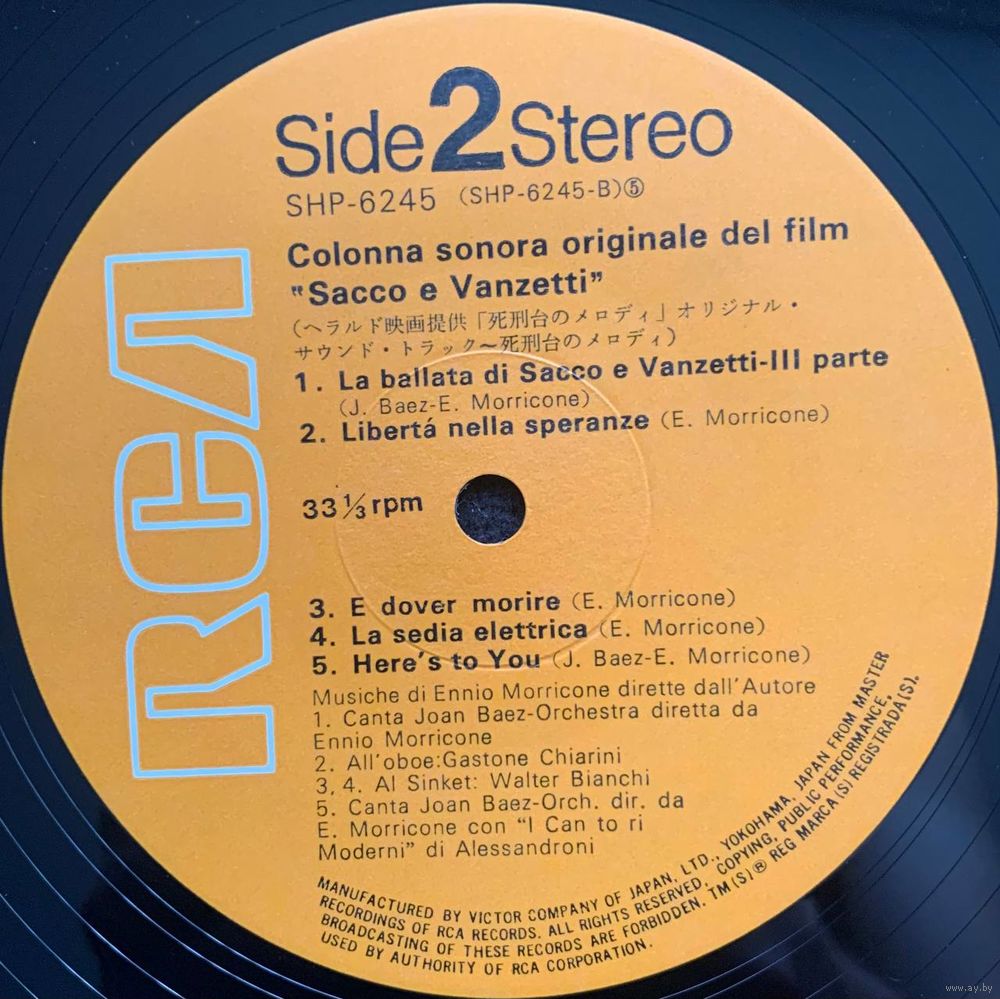 Side 2 Stereo
SHP-6245 (SHP-6245-B)⑤
Colonna sonora originale del film
"Sacco e Vanzetti"
(ヘラルド映画提供「死刑台のメロディ」オリジナル・
サウンド・トラック〜死刑台のメロディ)
1. La ballata di Sacco e Vanzetti-III parte
(J. Baez-E. Morricone)
2. Libertá nella speranze (E. Morricone)
33 1/3 rpm
3. E dover morire (E. Morricone)
4. La sedia elettrica (E. Morricone)
5. Here's to You (J. Baez-E. Morricone)
Musiche di Ennio Morricone dirette dall'Autore
1. Canta Joan Baez-Orchestra diretta da
Ennio Morricone
2. All'oboe:Gastone Chiarini
3, 4. Al Sinket: Walter Bianchi
5. Canta Joan Baez-Orch. dir. da
E. Morricone con "I Can to ri
Moderni" di Alessandroni
MANUFACTURED BY VICTOR COMPANY OF JAPAN, LTD., YOKOHAMA, JAPAN FROM MASTER
RECORDINGS OF RCA RECORDS. ALL RIGHTS RESERVED, COPYING, PUBLIC PERFORMANCE,
BROADCASTING OF THESE RECORDS ARE FORBIDDEN. TM(S)® REG MARCA(S) REGISTRADA(S).
USED BY AUTHORITY OF RCA CORPORATION.
RCA
www.ay.by